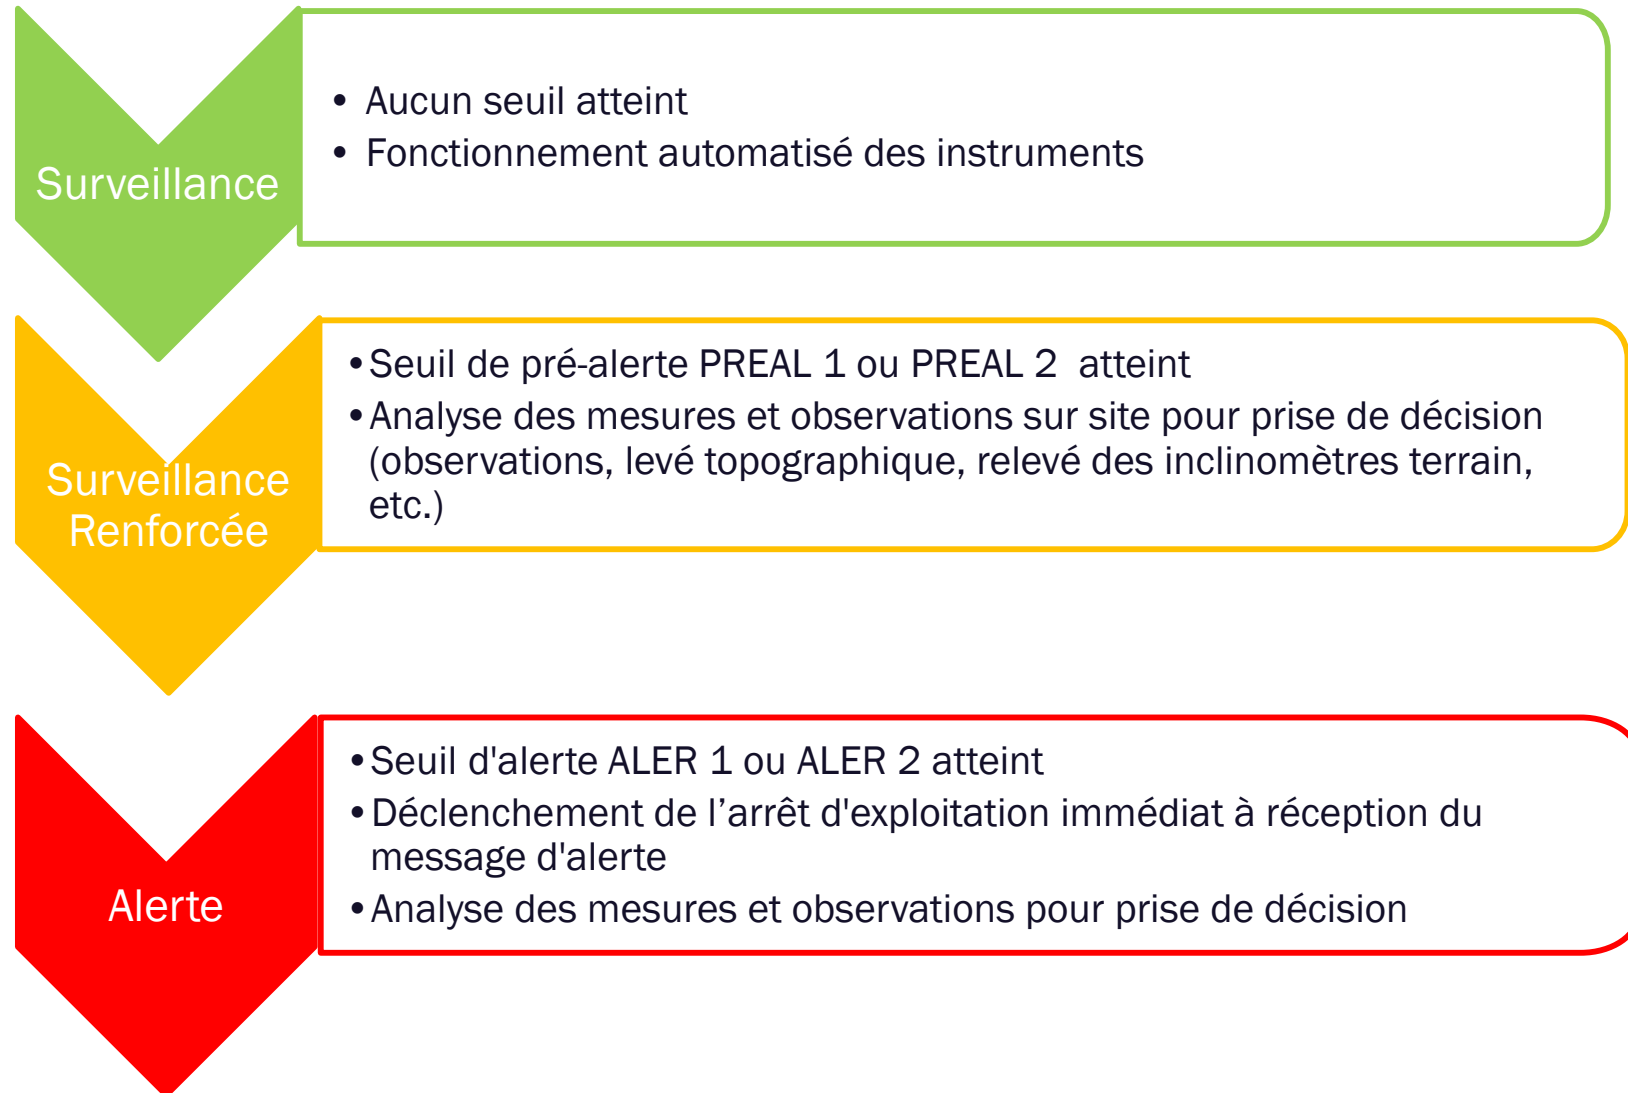 Surveillance
• Aucun seuil atteint
• Fonctionnement automatisé des instruments
Surveillance
Renforcée
•Seuil de pré-alerte PREAL 1 ou PREAL 2  atteint
•Analyse des mesures et observations sur site pour prise de décision
(observations, levé topographique, relevé des inclinomètres terrain,
etc.)
Alerte
•Seuil d'alerte ALER 1 ou ALER 2 atteint
•Déclenchement de l’arrêt d'exploitation immédiat à réception du
message d'alerte
•Analyse des mesures et observations pour prise de décision